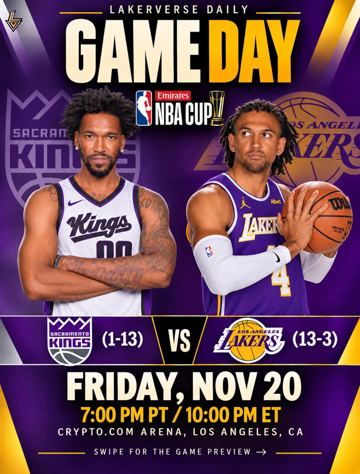 LAKERVERSE DAILY
GAME DAY
Emirates
NBA CUP
SACRAMENTO
KINGS
LOS ANGELES
LAKERS
Kings
00
LAKERS
4
SACRAMENTO
KINGS
(1-13)
VS
LOS ANGELES
LAKERS
(13-3)
FRIDAY, NOV 20
7:00 PM PT / 10:00 PM ET
CRYPTO.COM ARENA, LOS ANGELES, CA
SWIPE FOR THE GAME PREVIEW →